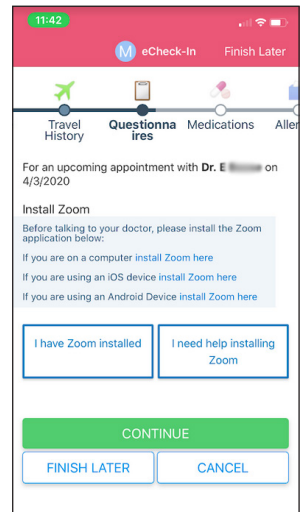 11:42
M eCheck-In Finish Later
Travel Questionna Medications Aller
History ires
For an upcoming appointment with Dr. E on
4/3/2020
Install Zoom
Before talking to your doctor, please install the Zoom
application below:
If you are on a computer install Zoom here
If you are using an iOS device install Zoom here
If you are using an Android Device install Zoom here
I have Zoom installed I need help installing
Zoom
CONTINUE
FINISH LATER CANCEL